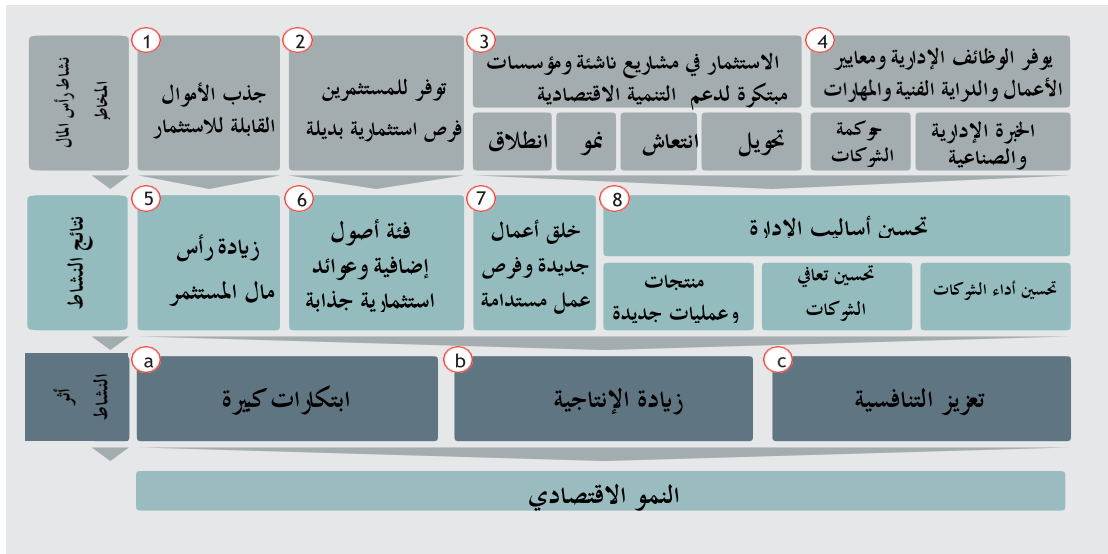 نشاط رأس المال
المخاطر
1
جذب الأموال
القابلة للاستثمار
2
توفر للمستثمرين
فرص استثمارية بديلة
3
الاستثمار في مشاريع ناشئة ومؤسسات
مبتكرة لدعم التنمية الاقتصادية
انطلاق
نمو
انتعاش
تحويل
4
يوفر الوظائف الإدارية ومعايير
الأعمال والدراية الفنية والمهارات
حوكمة
الشركات
الخبرة الإدارية
والصناعية
نتائج النشاط
5
زيادة رأس
مال المستثمر
6
فئة أصول
إضافية وعوائد
استثمارية جذابة
7
خلق أعمال
جديدة وفرص
عمل مستدامة
8
تحسين أساليب الإدارة
منتجات
وعمليات جديدة
تحسين تعافي
الشركات
تحسين أداء الشركات
أثر
النشاط
a
ابتكارات كيرة
b
زيادة الإنتاجية
c
تعزيز التنافسية
النمو الاقتصادي